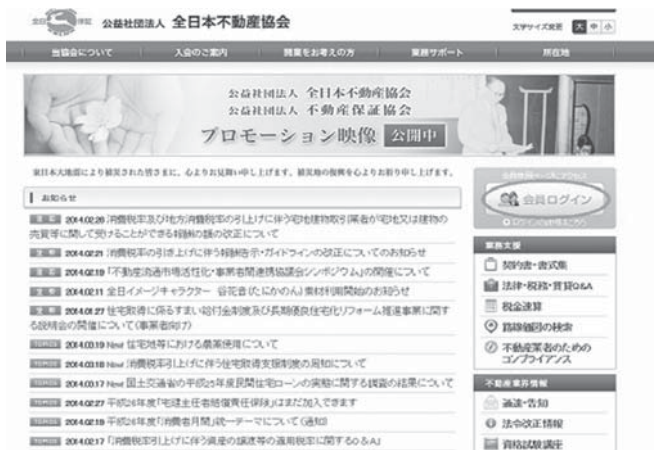 公益社団法人 全日本不動産協会
文字サイズ変更 大 中 小
当協会について
入会のご案内
開業をお考えの方
業務サポート
所在地
公益社団法人 全日本不動産協会
公益社団法人 不動産保証協会
プロモーション映像 公開中
東日本大地震により被災された皆さまに、心よりお見舞い申し上げます。被災地の復興を心よりお祈り申し上げます。
お知らせ
2014.02.28 消費税率及び地方消費税率の引上げに伴う宅地建物取引業者が宅地又は建物の
売買等に関して受けることができる報酬の額の改正について
2014.02.21 消費税率の引き上げに伴う報酬告示・ガイドラインの改正についてのお知らせ
2014.02.19 「不動産流通市場活性化・事業者間連携協議会シンポジウム」の開催について
2014.02.11 全日イメージキャラクター 谷花音(たにかのん)素材利用開始のお知らせ
2014.01.27 住宅取得に係るすまい給付金制度及び長期優良住宅化リフォーム推進事業に関す
る説明会の開催について(事業者向け)
TOPICS 2014.03.19 New! 住宅地等における農薬使用について
TOPICS 2014.03.18 New! 消費税率引上げに伴う住宅取得支援制度の周知について
TOPICS 2014.03.17 New! 国土交通省の平成25年度民間住宅ローンの実態に関する調査の結果について
TOPICS 2014.02.27 平成26年度「宅建主任者賠償責任保険」はまだ加入できます
TOPICS 2014.02.19 平成26年度「消費者月間」統一テーマについて(通知)
TOPICS 2014.02.17 「消費税率引上げに伴う資産の譲渡等の適用税率に関するQ&A」
会員専用ページにアクセス
会員ログイン
業務支援
契約書・書式集
法律・税務・賃貸Q&A
税金速算
路線価図の検索
不動産業者のための
コンプライアンス
不動産業界情報
通達・告知
法令改正情報
資格試験講座